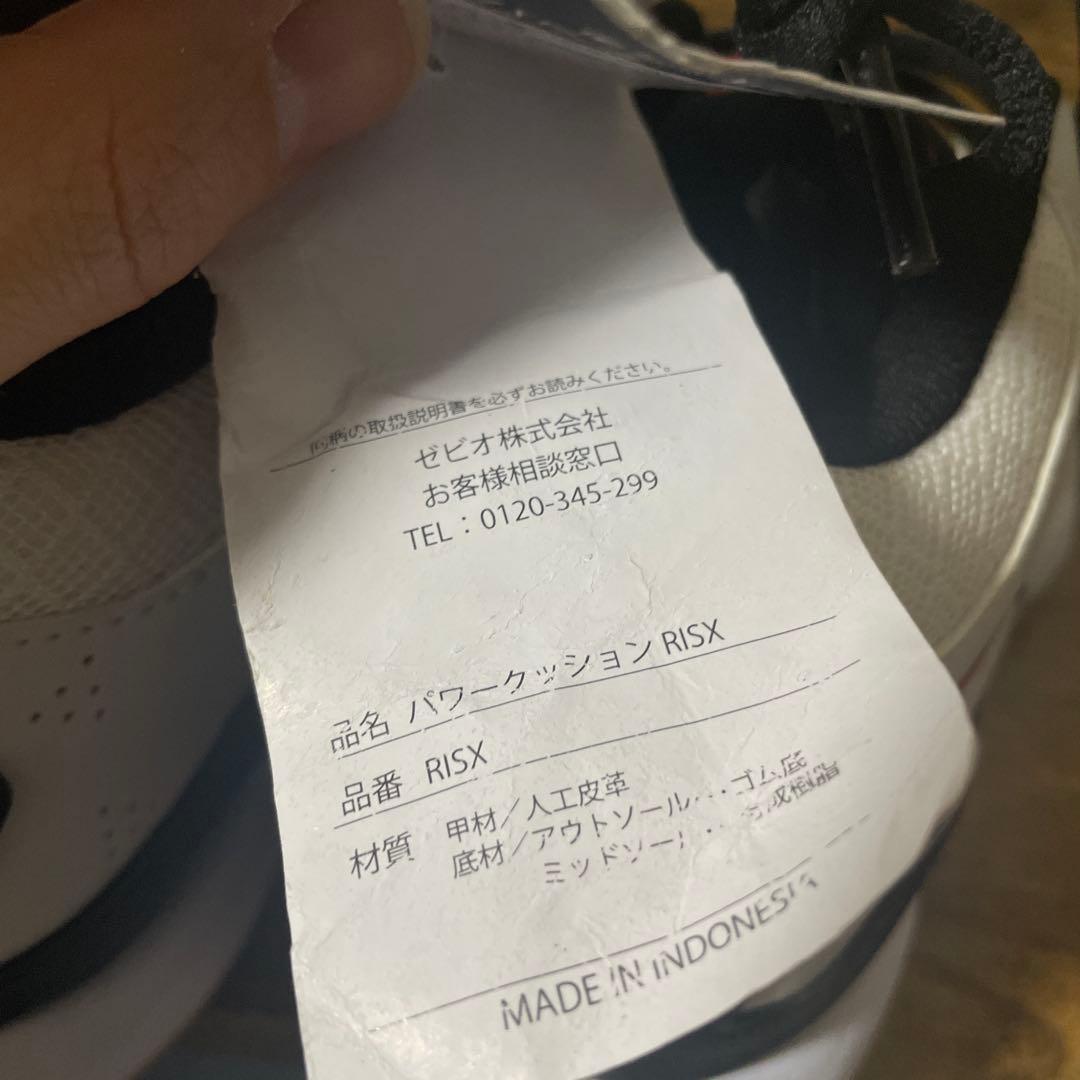 の取扱説明書を必ずお読みください。
ゼビオ株式会社
お客様相談窓口
TEL：0120-345-299
品名 パワークッション RISX
品番 RISX
材質 甲材／人工皮革
底材／アウトソール・・・ゴム底
ミッドソール・・・合成樹脂
MADE IN INDONESIA